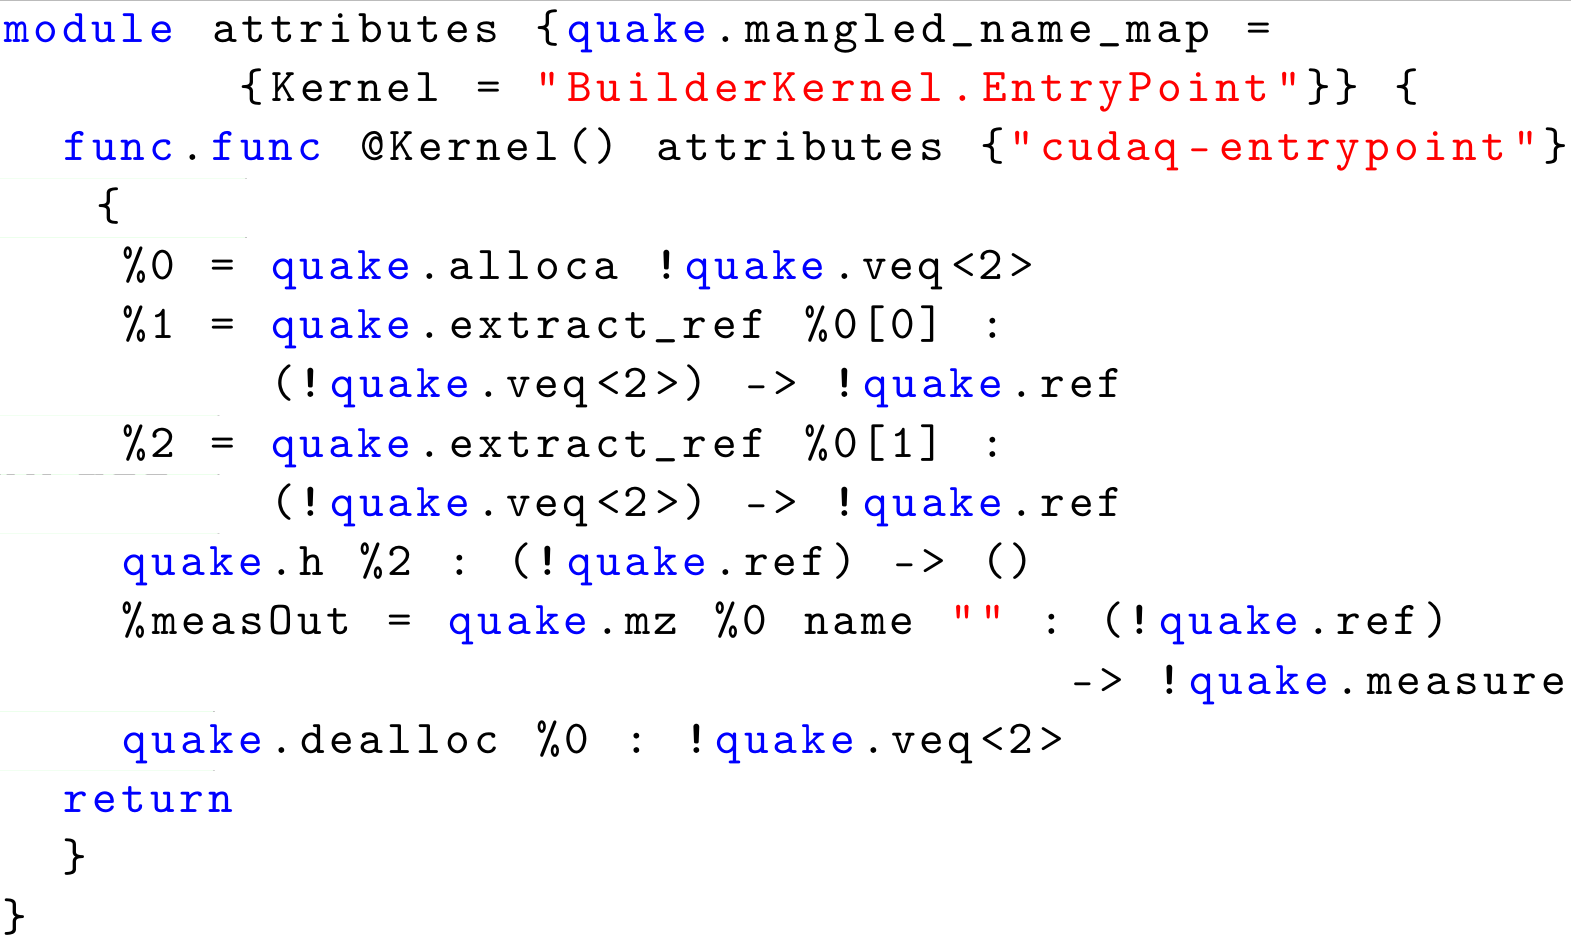 module attributes {quake.mangled_name_map =
{Kernel = "BuilderKernel.EntryPoint"}} {
func.func @Kernel() attributes {"cudaq-entrypoint"}
{
%0 = quake.alloca !quake.veq<2>
%1 = quake.extract_ref %0[0] :
(!quake.veq<2>) -> !quake.ref
%2 = quake.extract_ref %0[1] :
(!quake.veq<2>) -> !quake.ref
quake.h %2 : (!quake.ref) -> ()
%measOut = quake.mz %0 name "" : (!quake.ref)
-> !quake.measure
quake.dealloc %0 : !quake.veq<2>
return
}
}